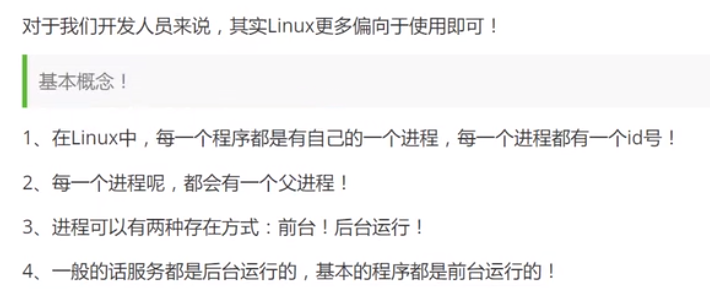 对于我们开发人员来说，其实Linux更多偏向于使用即可！
基本概念！
1、在Linux中，每一个程序都是有自己的一个进程，每一个进程都有一个id号！
2、每一个进程呢，都会有一个父进程！
3、进程可以有两种存在方式：前台！后台运行！
4、一般的话服务都是后台运行的，基本的程序都是前台运行的！